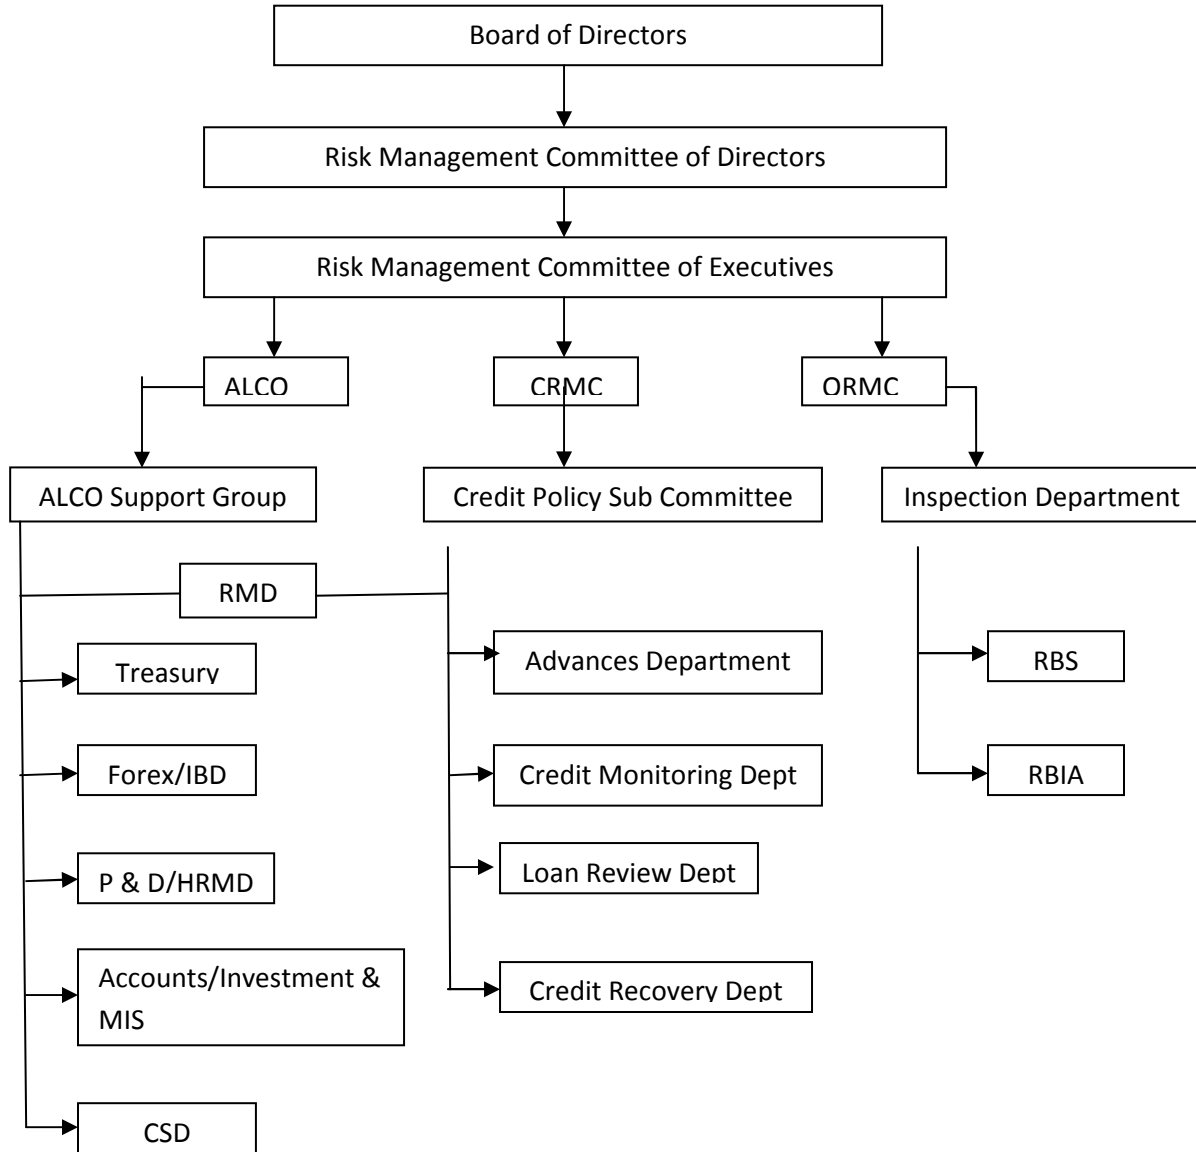 Board of Directors
Risk Management Committee of Directors
Risk Management Committee of Executives
ALCO
CRMC
ORMC
ALCO Support Group
Credit Policy Sub Committee
Inspection Department
RMD
Treasury
Advances Department
RBS
Forex/IBD
Credit Monitoring Dept
RBIA
P & D/HRMD
Loan Review Dept
Accounts/Investment &
MIS
Credit Recovery Dept
CSD